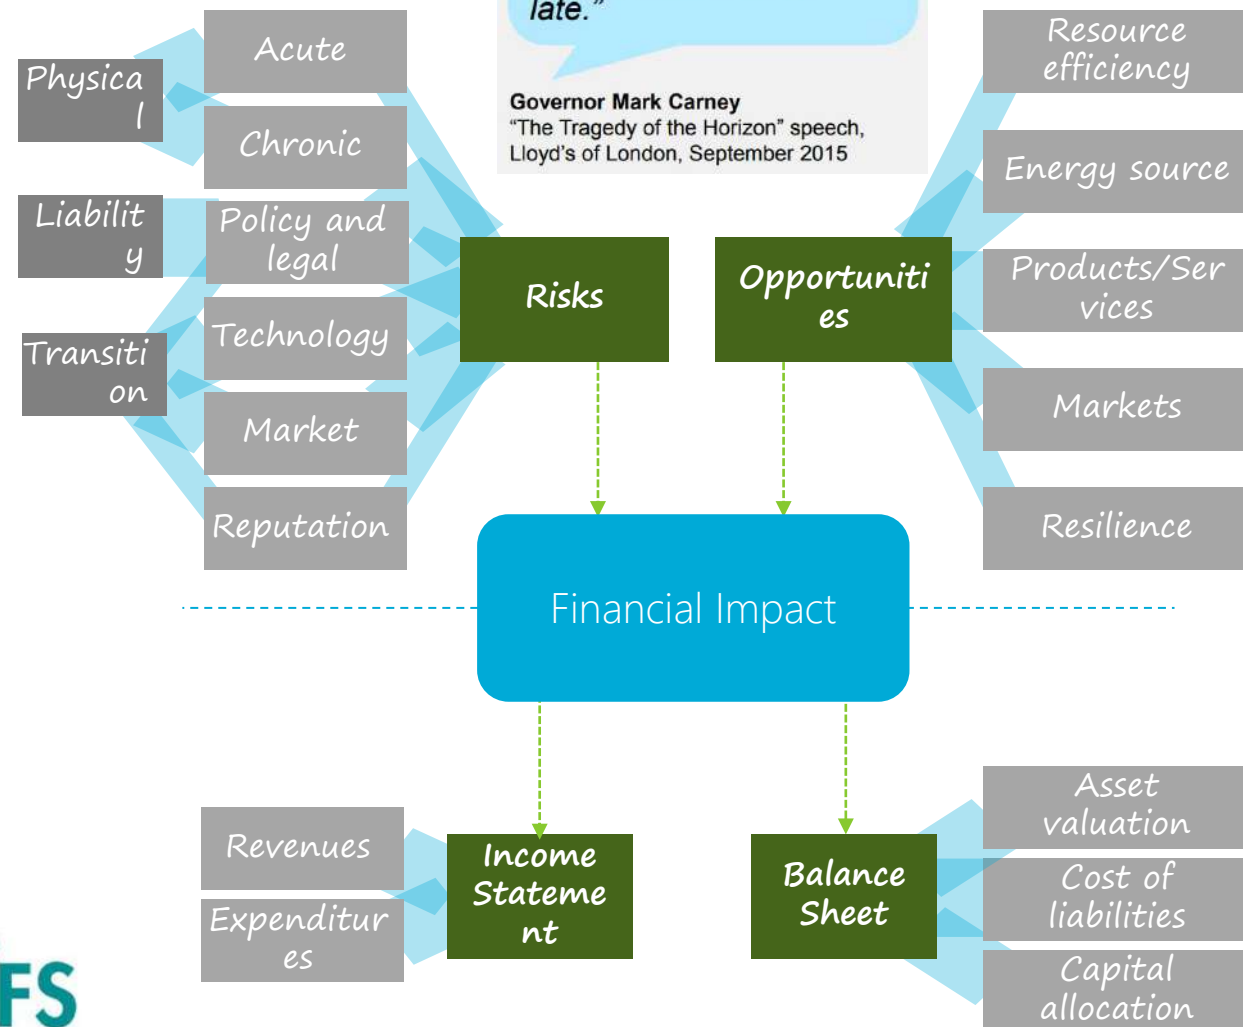 late.”
Governor Mark Carney
“The Tragedy of the Horizon” speech,
Lloyd’s of London, September 2015
Physica
l
Acute
Chronic
Liabilit
y
Policy and
legal
Transiti
on
Technology
Market
Reputation
Risks
Opportuniti
es
Resource
efficiency
Energy source
Products/Ser
vices
Markets
Resilience
Financial Impact
Revenues
Expenditur
es
Income
Stateme
nt
Balance
Sheet
Asset
valuation
Cost of
liabilities
Capital
allocation
FS